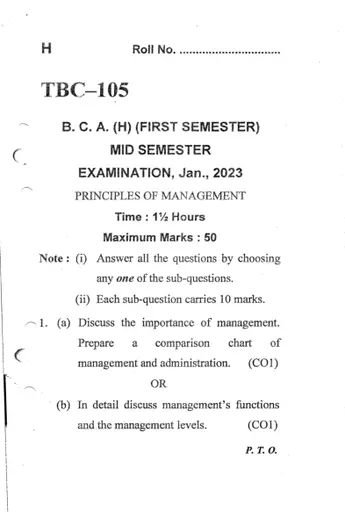 H Roll No. ...............................
TBC–105
B. C. A. (H) (FIRST SEMESTER)
MID SEMESTER
EXAMINATION, Jan., 2023
PRINCIPLES OF MANAGEMENT
Time : 1½ Hours
Maximum Marks : 50
Note : (i) Answer all the questions by choosing
any one of the sub-questions.
(ii) Each sub-question carries 10 marks.
1. (a) Discuss the importance of management.
Prepare a comparison chart of
management and administration. (CO1)
OR
(b) In detail discuss management's functions
and the management levels. (CO1)
P. T. O.